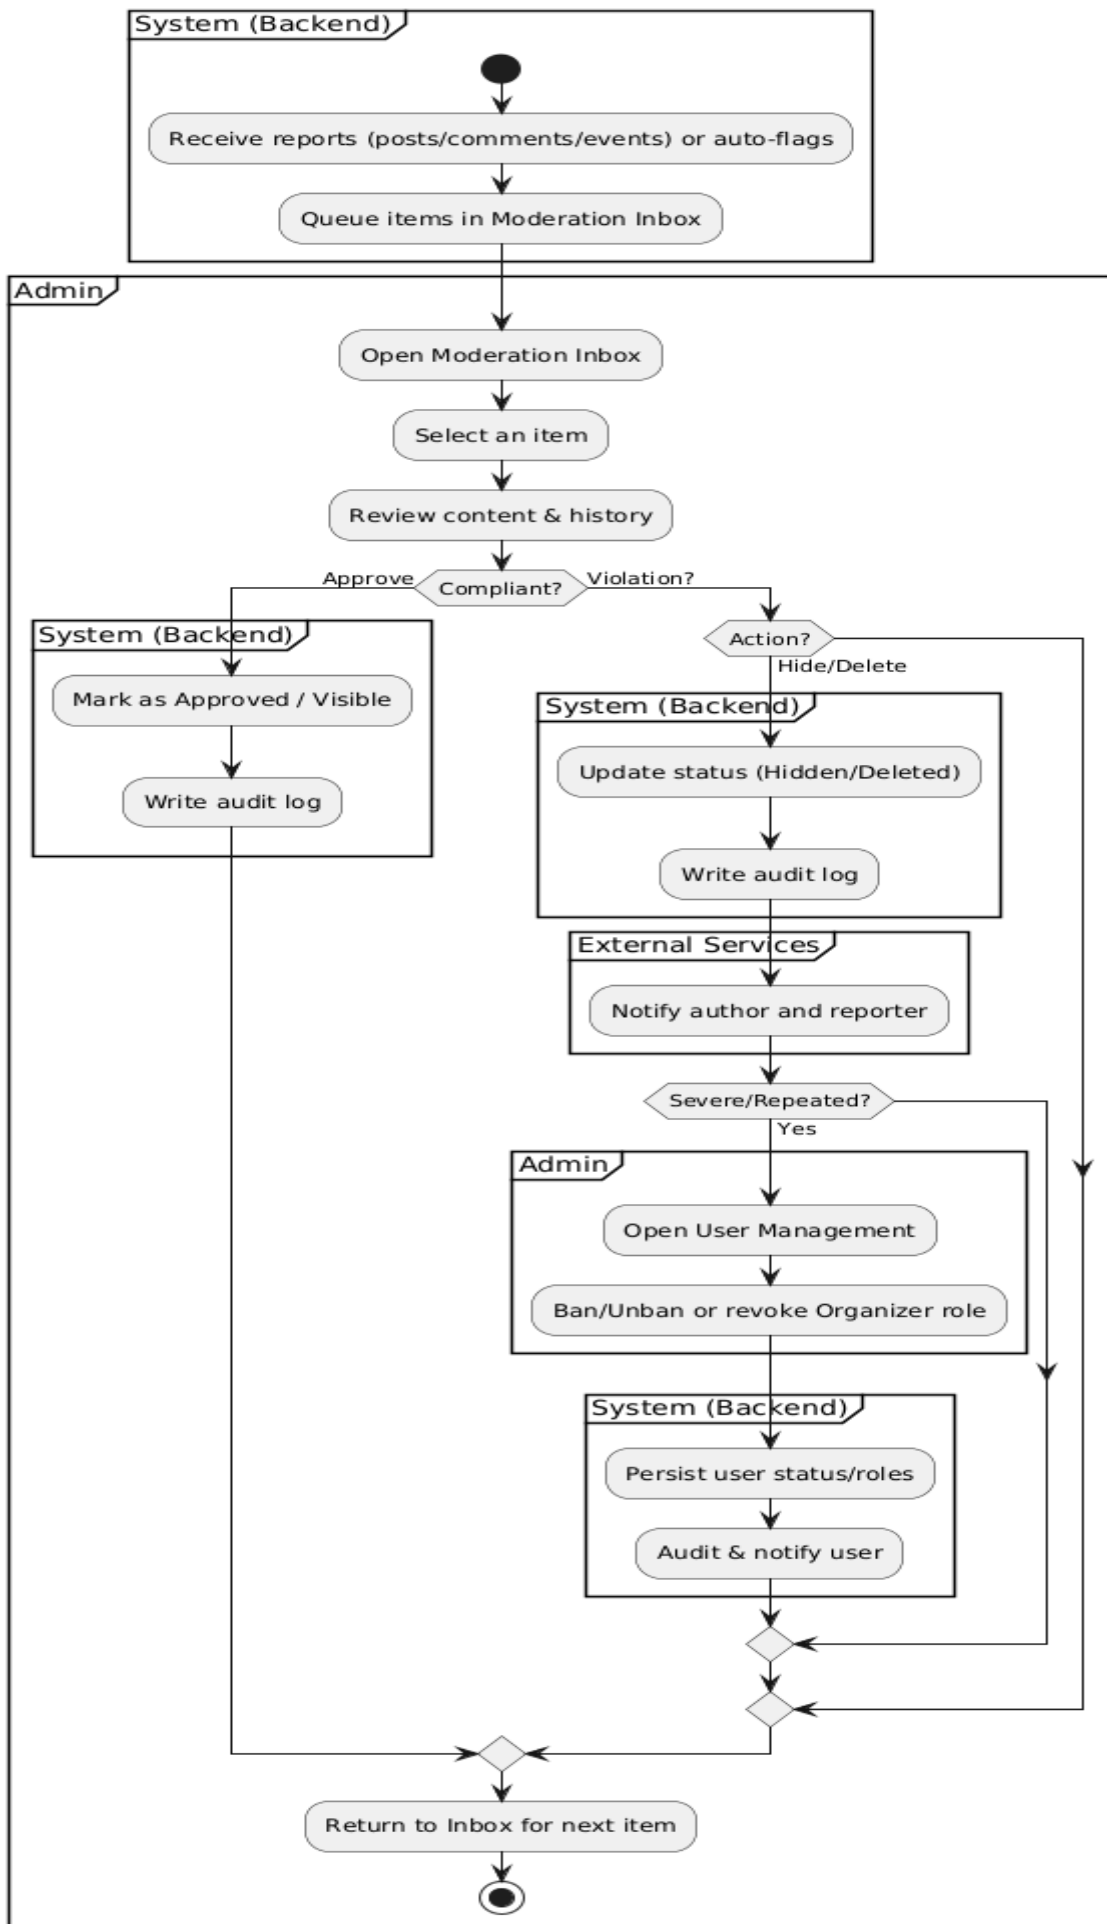 System (Backend)
Receive reports (posts/comments/events) or auto-flags
Queue items in Moderation Inbox
Admin
Open Moderation Inbox
Select an item
Review content & history
Approve
Compliant?
Violation?
System (Backend)
Mark as Approved / Visible
Write audit log
Action?
Hide/Delete
System (Backend)
Update status (Hidden/Deleted)
Write audit log
External Services
Notify author and reporter
Severe/Repeated?
Yes
Admin
Open User Management
Ban/Unban or revoke Organizer role
System (Backend)
Persist user status/roles
Audit & notify user
Return to Inbox for next item